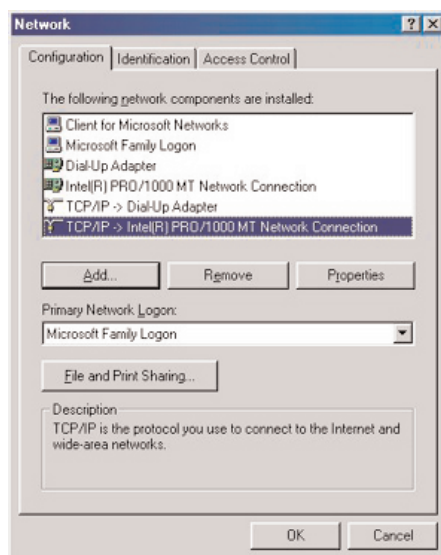 Network
Configuration Identification Access Control
The following network components are installed:
Client for Microsoft Networks
Microsoft Family Logon
Dial-Up Adapter
Intel(R) PRO/1000 MT Network Connection
TCP/IP -> Dial-Up Adapter
TCP/IP -> Intel(R) PRO/1000 MT Network Connection
Add... Remove Properties
Primary Network Logon:
Microsoft Family Logon
File and Print Sharing...
Description
TCP/IP is the protocol you use to connect to the Internet and
wide-area networks.
OK Cancel